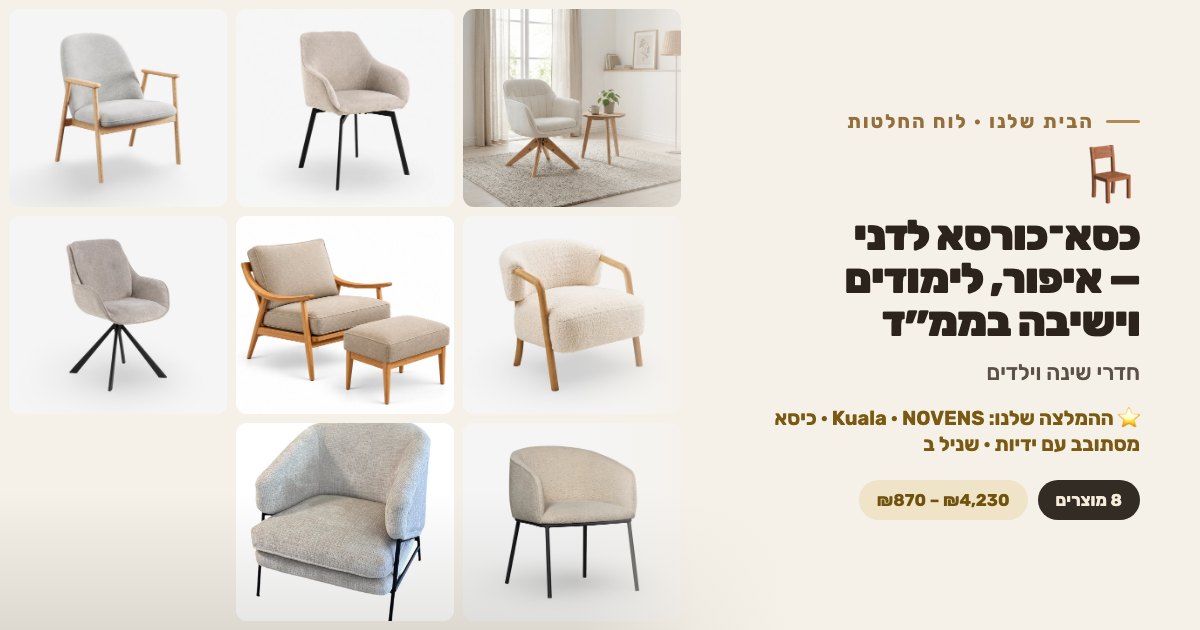 הבית שלנו • לוח החלטות
כסא־כורסא לדני
– איפור, לימודים
וישיבה בממ״ד
חדרי שינה וילדים
⭐ ההמלצה שלנו: Kuala • NOVENS • כיסא
מסתובב עם ידיות • שניל ב
8 מוצרים
₪870 – ₪4,230